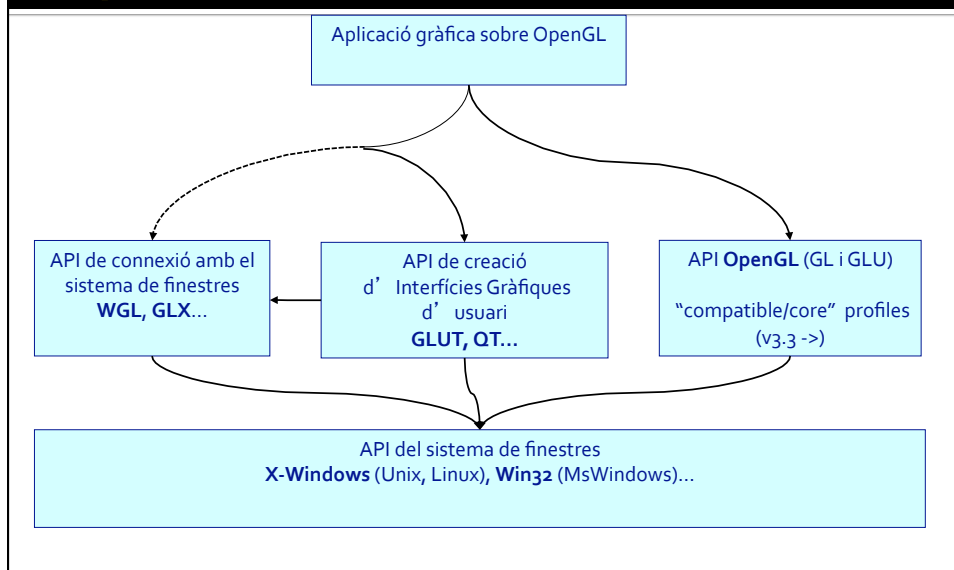 Aplicació gràfica sobre OpenGL
API de connexió amb el
sistema de finestres
WGL, GLX...
API de creació
d’ Interfícies Gràfiques
d’ usuari
GLUT, QT...
API OpenGL (GL i GLU)
“compatible/core” profiles
(v3.3 ->)
API del sistema de finestres
X-Windows (Unix, Linux), Win32 (MsWindows)...